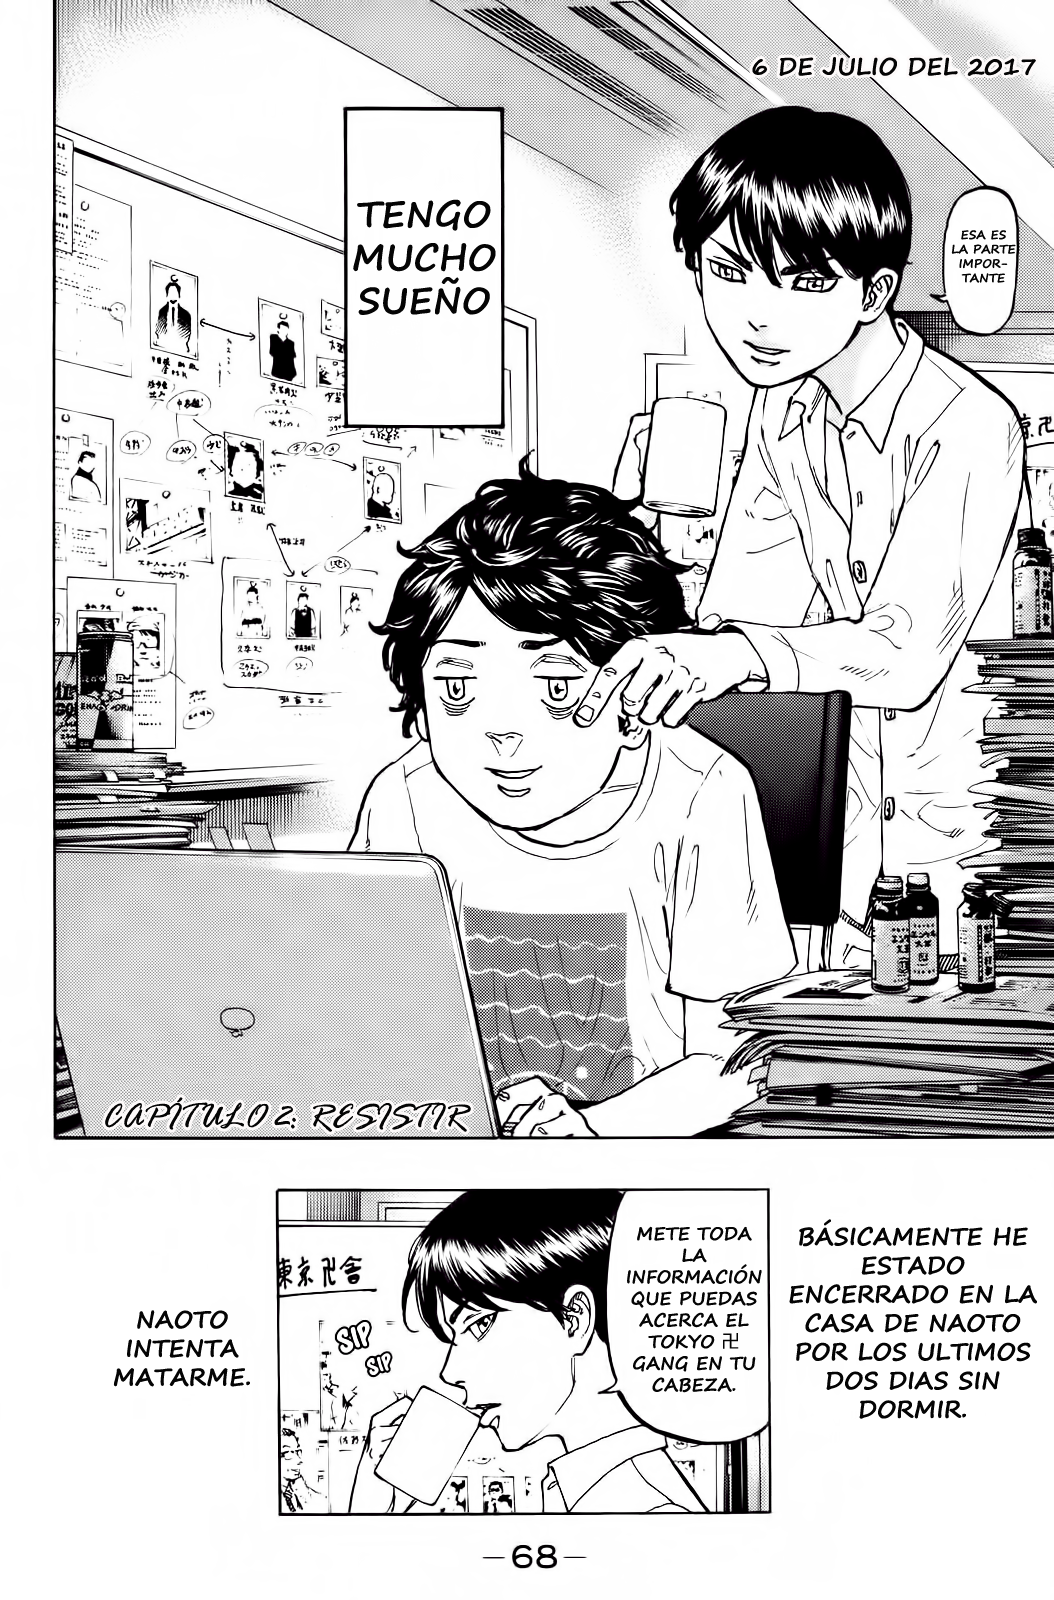 6 DE JULIO DEL 2017
ESA ES
LA PARTE
IMPOR-
TANTE
TENGO
MUCHO
SUEÑO
京卍
CAPÍTULO 2: RESISTIR
BÁSICAMENTE HE
ESTADO
ENCERRADO EN LA
CASA DE NAOTO
POR LOS ULTIMOS
DOS DIAS SIN
DORMIR.
METE TODA
LA
INFORMACIÓN
QUE PUEDAS
ACERCA EL
TOKYO 卍
GANG EN TU
CABEZA.
東京卍會
SIP
SIP
NAOTO
INTENTA
MATARME.
—68—